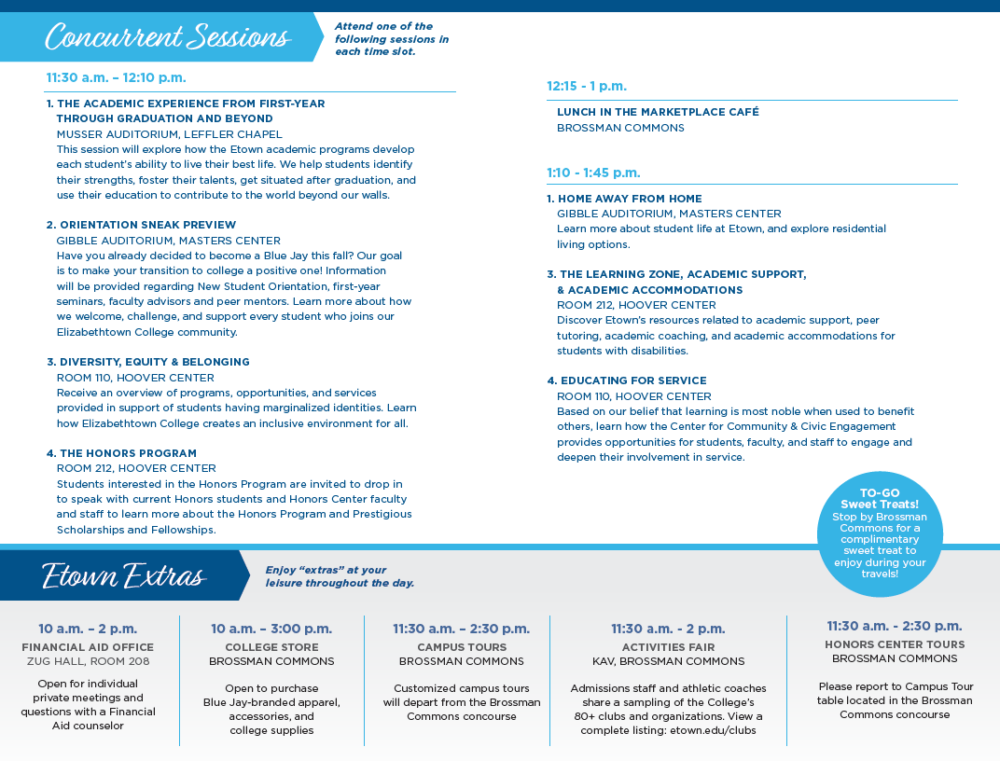 Concurrent Sessions
Attend one of the
following sessions in
each time slot.
11:30 a.m. – 12:10 p.m.
1. THE ACADEMIC EXPERIENCE FROM FIRST-YEAR
THROUGH GRADUATION AND BEYOND
MUSSER AUDITORIUM, LEFFLER CHAPEL
This session will explore how the Etown academic programs develop
each student’s ability to live their best life. We help students identify
their strengths, foster their talents, get situated after graduation, and
use their education to contribute to the world beyond our walls.
2. ORIENTATION SNEAK PREVIEW
GIBBLE AUDITORIUM, MASTERS CENTER
Have you already decided to become a Blue Jay this fall? Our goal
is to make your transition to college a positive one! Information
will be provided regarding New Student Orientation, first-year
seminars, faculty advisors and peer mentors. Learn more about how
we welcome, challenge, and support every student who joins our
Elizabethtown College community.
3. DIVERSITY, EQUITY & BELONGING
ROOM 110, HOOVER CENTER
Receive an overview of programs, opportunities, and services
provided in support of students having marginalized identities. Learn
how Elizabethtown College creates an inclusive environment for all.
4. THE HONORS PROGRAM
ROOM 212, HOOVER CENTER
Students interested in the Honors Program are invited to drop in
to speak with current Honors students and Honors Center faculty
and staff to learn more about the Honors Program and Prestigious
Scholarships and Fellowships.
12:15 - 1 p.m.
LUNCH IN THE MARKETPLACE CAFÉ
BROSSMAN COMMONS
1:10 - 1:45 p.m.
1. HOME AWAY FROM HOME
GIBBLE AUDITORIUM, MASTERS CENTER
Learn more about student life at Etown, and explore residential
living options.
3. THE LEARNING ZONE, ACADEMIC SUPPORT,
& ACADEMIC ACCOMMODATIONS
ROOM 212, HOOVER CENTER
Discover Etown’s resources related to academic support, peer
tutoring, academic coaching, and academic accommodations for
students with disabilities.
4. EDUCATING FOR SERVICE
ROOM 110, HOOVER CENTER
Based on our belief that learning is most noble when used to benefit
others, learn how the Center for Community & Civic Engagement
provides opportunities for students, faculty, and staff to engage and
deepen their involvement in service.
TO-GO
Sweet Treats!
Stop by Brossman
Commons for a
complimentary
sweet treat to
enjoy during your
travels!
Etown Extras
Enjoy “extras” at your
leisure throughout the day.
10 a.m. – 2 p.m.
FINANCIAL AID OFFICE
ZUG HALL, ROOM 208
Open for individual
private meetings and
questions with a Financial
Aid counselor
10 a.m. – 3:00 p.m.
COLLEGE STORE
BROSSMAN COMMONS
Open to purchase
Blue Jay-branded apparel,
accessories, and
college supplies
11:30 a.m. – 2:30 p.m.
CAMPUS TOURS
BROSSMAN COMMONS
Customized campus tours
will depart from the Brossman
Commons concourse
11:30 a.m. - 2 p.m.
ACTIVITIES FAIR
KAV, BROSSMAN COMMONS
Admissions staff and athletic coaches
share a sampling of the College’s
80+ clubs and organizations. View a
complete listing: etown.edu/clubs
11:30 a.m. - 2:30 p.m.
HONORS CENTER TOURS
BROSSMAN COMMONS
Please report to Campus Tour
table located in the Brossman
Commons concourse